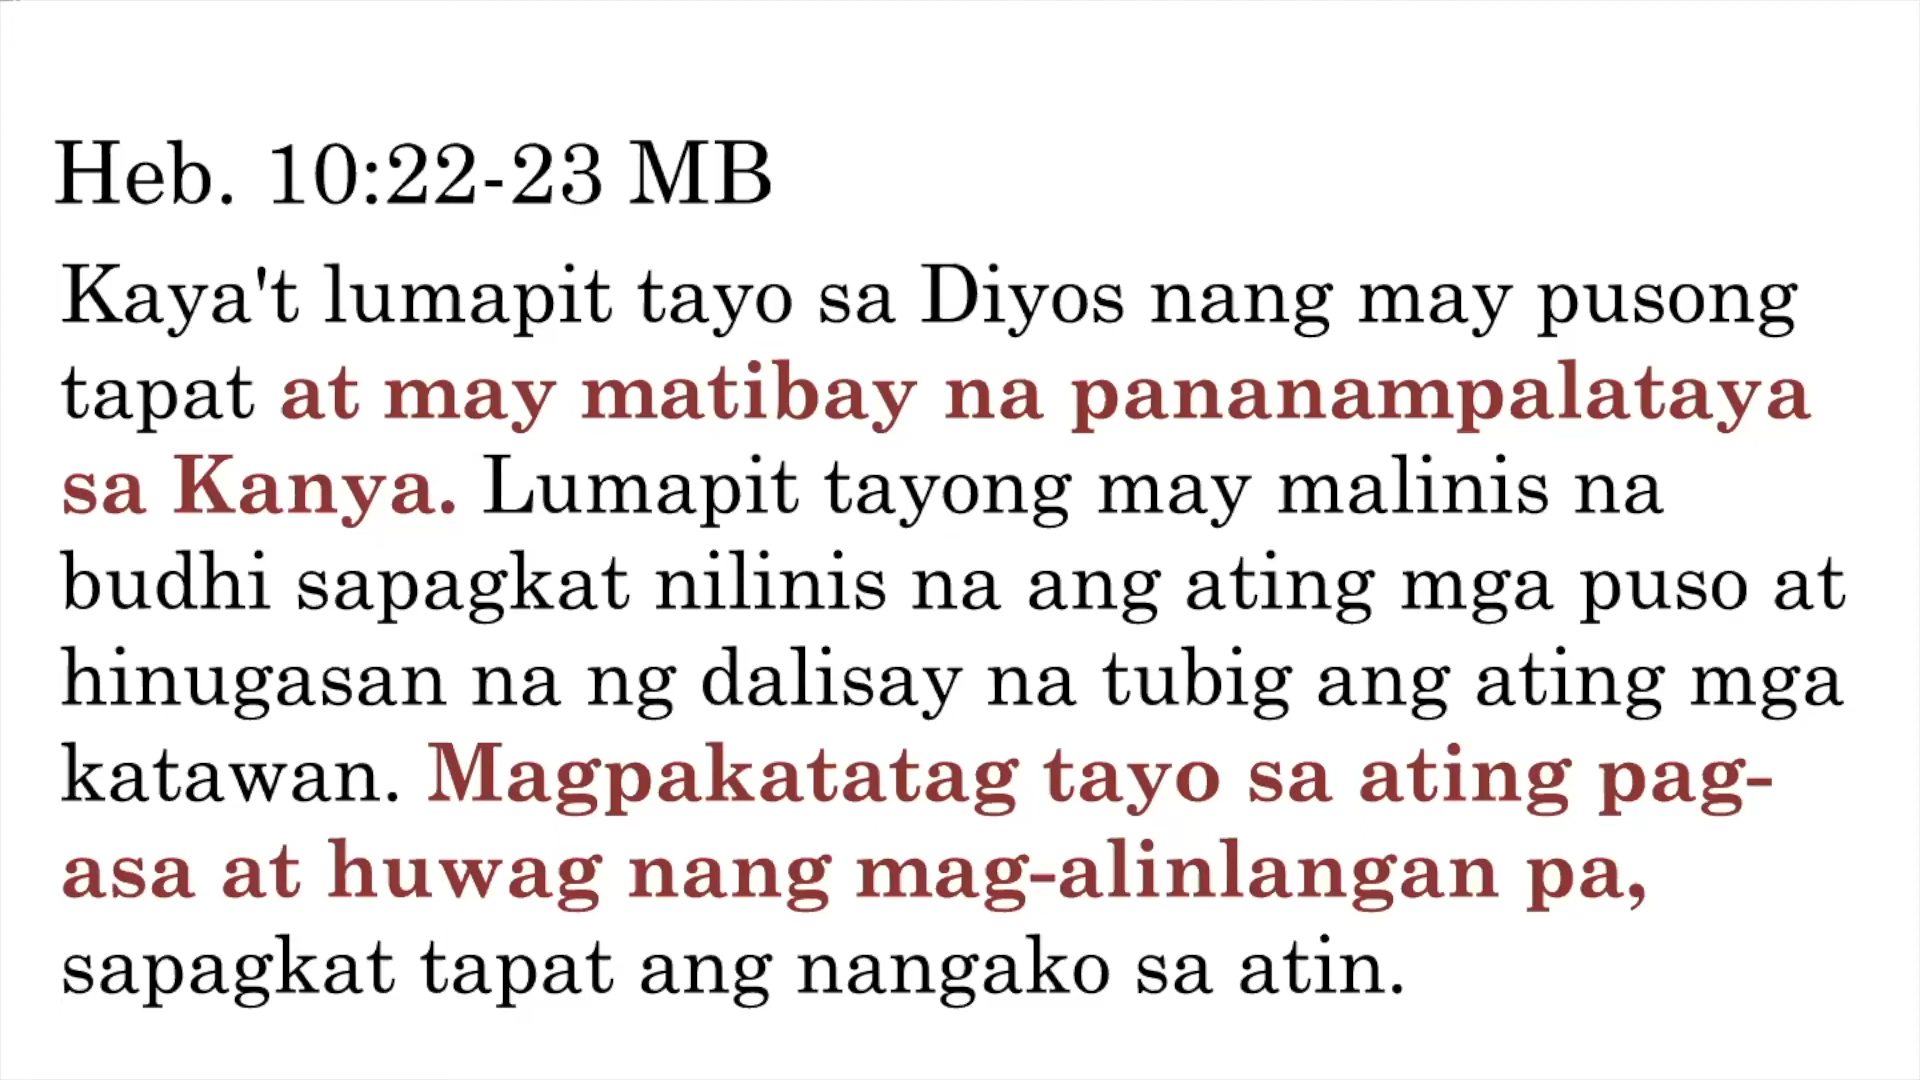 Heb. 10:22-23 MB
Kaya't lumapit tayo sa Diyos nang may pusong
tapat at may matibay na pananampalataya
sa Kanya. Lumapit tayong may malinis na
budhi sapagkat nilinis na ang ating mga puso at
hinugasan na ng dalisay na tubig ang ating mga
katawan. Magpakatatag tayo sa ating pag-
asa at huwag nang mag-alinlangan pa,
sapagkat tapat ang nangako sa atin.